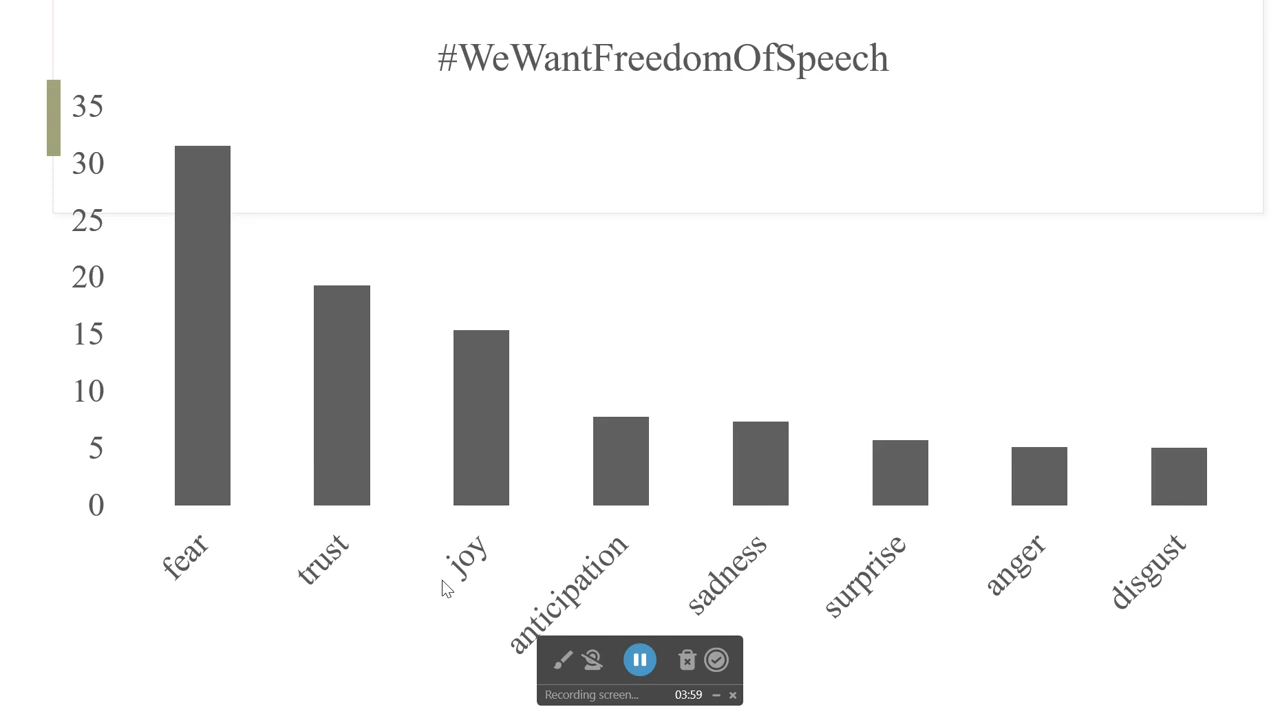 #WeWantFreedomOfSpeech
35
30
25
20
15
10
5
0
fear
trust
joy
anticipation
sadness
surprise
anger
disgust
Recording screen... 03:59